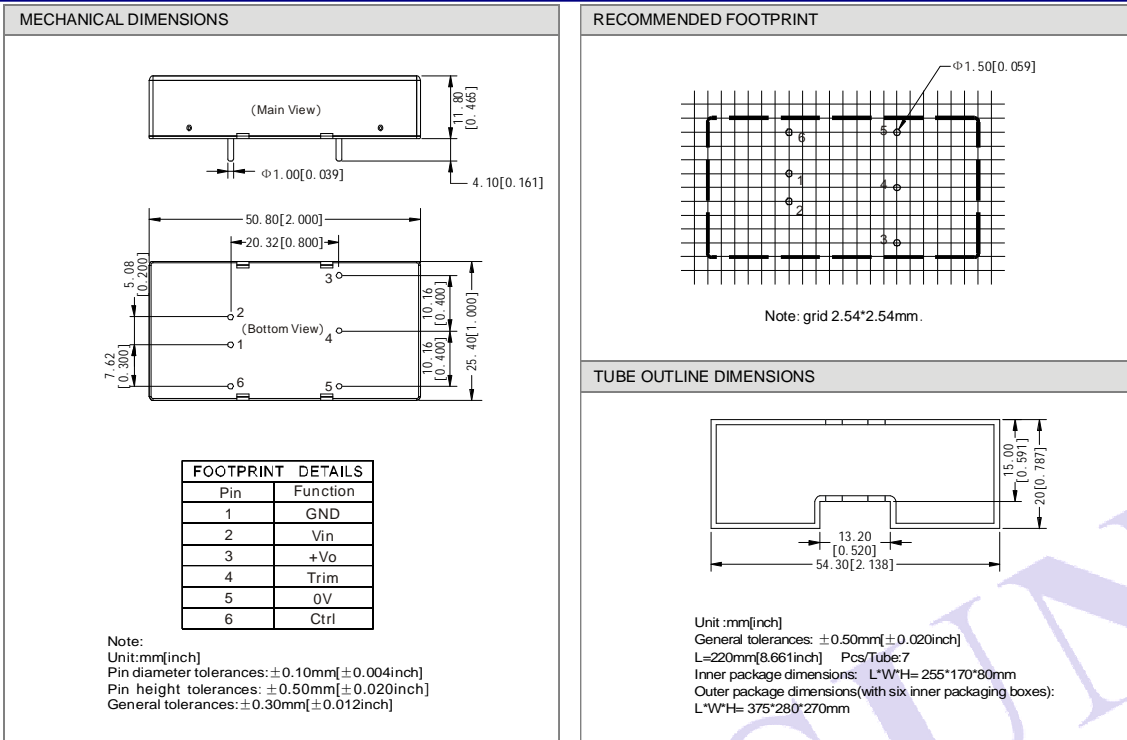 MECHANICAL DIMENSIONS
(Main View)
11.80
[0.465]
Φ1.00[0.039]
4.10[0.161]
50.80[2.000]
20.32[0.800]
5.08
[0.200]
3
2
(Bottom View)
4
1
7.62
[0.300]
6
5
10.16
[0.400]
10.16
[0.400]
25.40[1.000]
FOOTPRINT DETAILS
Pin Function
1 GND
2 Vin
3 +Vo
4 Trim
5 0V
6 Ctrl
Note:
Unit:mm[inch]
Pin diameter tolerances:±0.10mm[±0.004inch]
Pin height tolerances: ±0.50mm[±0.020inch]
General tolerances:±0.30mm[±0.012inch]
RECOMMENDED FOOTPRINT
Φ1.50[0.059]
6
5
1
4
2
3
Note: grid 2.54*2.54mm.
TUBE OUTLINE DIMENSIONS
15.00
[0.591]
20[0.787]
13.20
[0.520]
54.30[2.138]
Unit :mm[inch]
General tolerances: ±0.50mm[±0.020inch]
L=220mm[8.661inch] Pcs/Tube:7
Inner package dimensions: L*W*H= 255*170*80mm
Outer package dimensions(with six inner packaging boxes):
L*W*H= 375*280*270mm
SUN